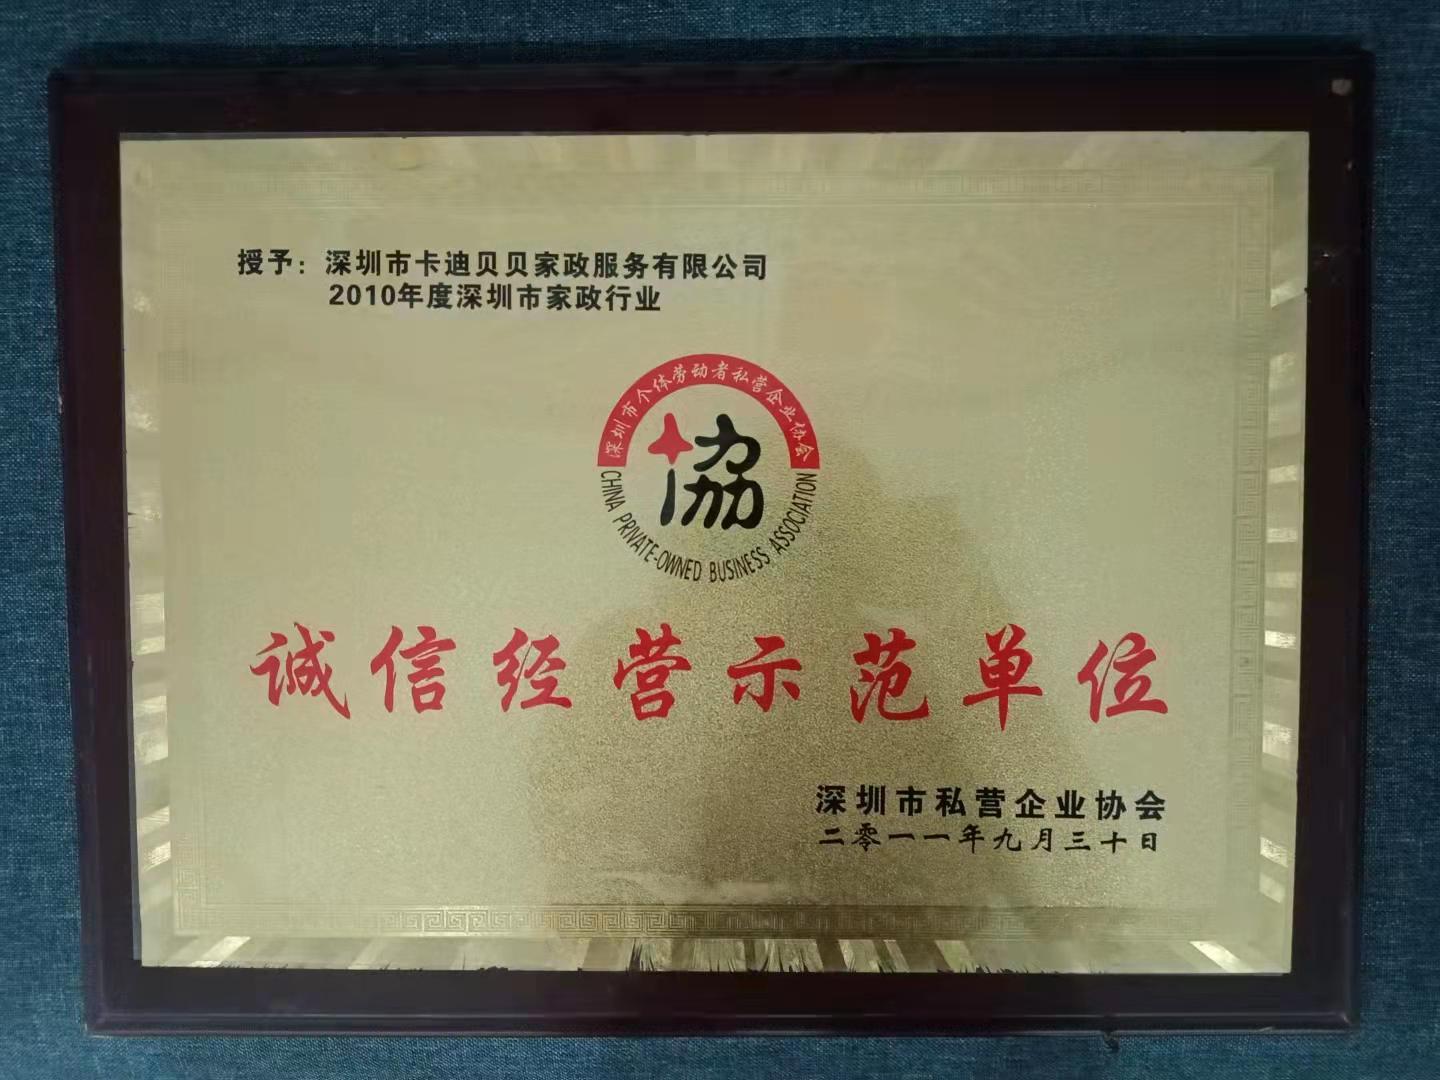 授予：深圳市卡迪贝贝家政服务有限公司
2010年度深圳市家政行业
深圳市个体劳动者私营企业协会
協
CHINA PRIVATE-OWNED BUSINESS ASSOCIATION
诚信经营示范单位
深圳市私营企业协会
二零一一年九月三十日